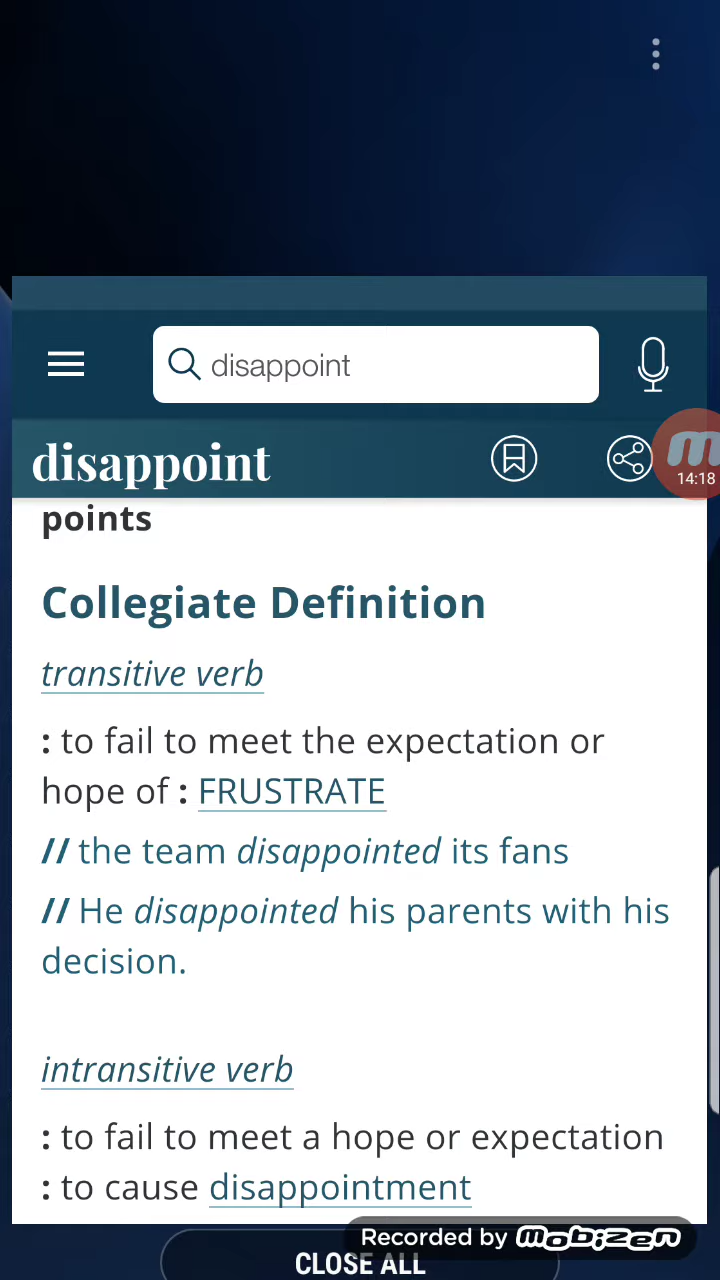 disappoint
disappoint
14:18
points
Collegiate Definition
transitive verb
: to fail to meet the expectation or
hope of : FRUSTRATE
// the team disappointed its fans
// He disappointed his parents with his
decision.
intransitive verb
: to fail to meet a hope or expectation
: to cause disappointment
Recorded by mobizen
CLOSE ALL